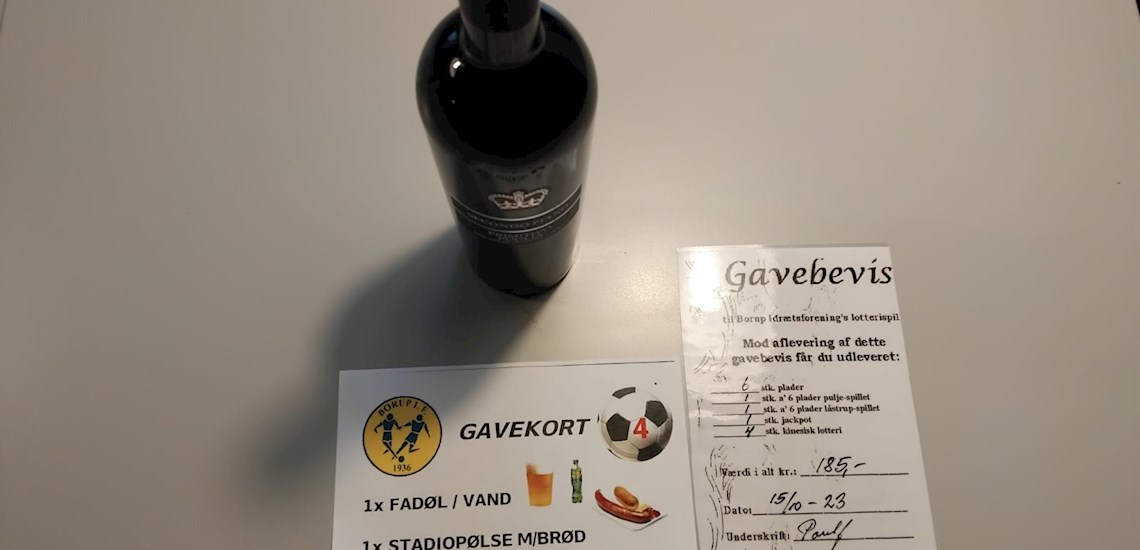 SECONDO
PRIMITIVO
BORUP I.F.
1936
GAVEKORT
4
1x FADØL / VAND
1x STADIOPØLSE M/BRØD
Gavebevis
til Borup Idrætsforening's lotterispil
Mod aflevering af dette
gavebevis får du udleveret:
6 stk. plader
1 stk. a' 6 plader pulje-spillet
1 stk. a' 6 plader låstrup-spillet
1 stk. jackpot
4 stk. kinesisk lotteri
Værdi i alt kr.: 185,-
Dato: 15/10-23
Underskrift: